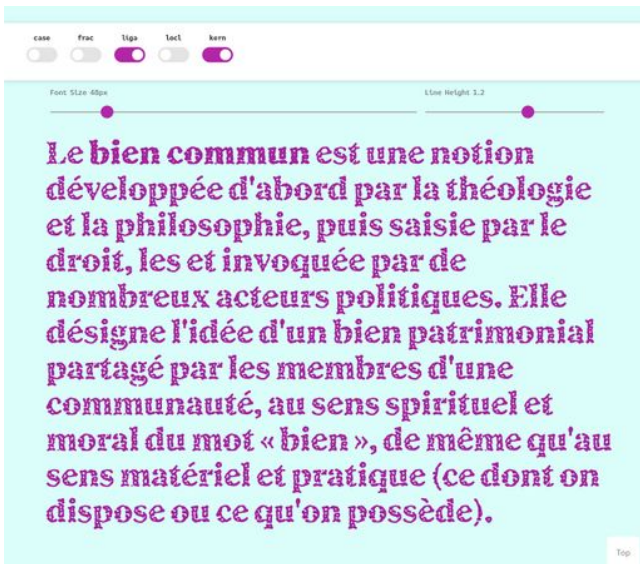 case frac liga locl kern
Font Size 48px Line Height 1.2
Le bien commun est une notion
développée d'abord par la théologie
et la philosophie, puis saisie par le
droit, les et invoquée par de
nombreux acteurs politiques. Elle
désigne l'idée d'un bien patrimonial
partagé par les membres d'une
communauté, au sens spirituel et
moral du mot « bien », de même qu'au
sens matériel et pratique (ce dont on
dispose ou ce qu'on possède).
Top